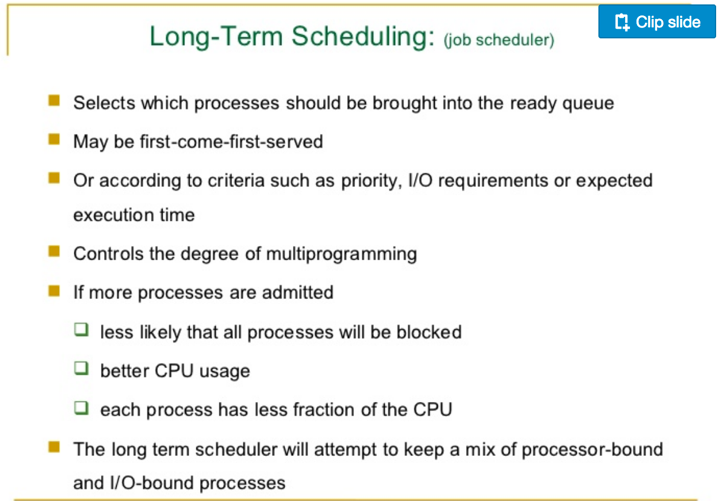 Clip slide
Long-Term Scheduling: (job scheduler)
Selects which processes should be brought into the ready queue
May be first-come-first-served
Or according to criteria such as priority, I/O requirements or expected
execution time
Controls the degree of multiprogramming
If more processes are admitted
less likely that all processes will be blocked
better CPU usage
each process has less fraction of the CPU
The long term scheduler will attempt to keep a mix of processor-bound
and I/O-bound processes